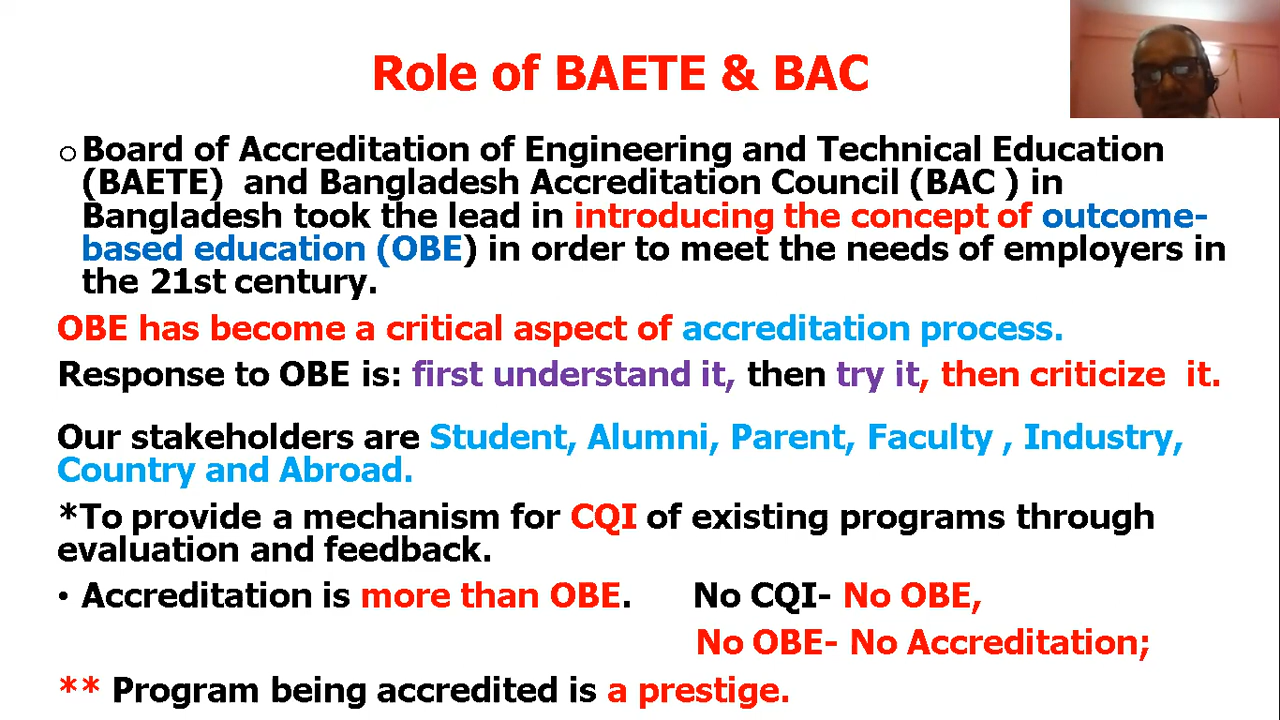 Role of BAETE & BAC
Board of Accreditation of Engineering and Technical Education
(BAETE) and Bangladesh Accreditation Council (BAC ) in
Bangladesh took the lead in introducing the concept of outcome-
based education (OBE) in order to meet the needs of employers in
the 21st century.
OBE has become a critical aspect of accreditation process.
Response to OBE is: first understand it, then try it, then criticize it.
Our stakeholders are Student, Alumni, Parent, Faculty , Industry,
Country and Abroad.
*To provide a mechanism for CQI of existing programs through
evaluation and feedback.
• Accreditation is more than OBE. No CQI- No OBE,
No OBE- No Accreditation;
** Program being accredited is a prestige.